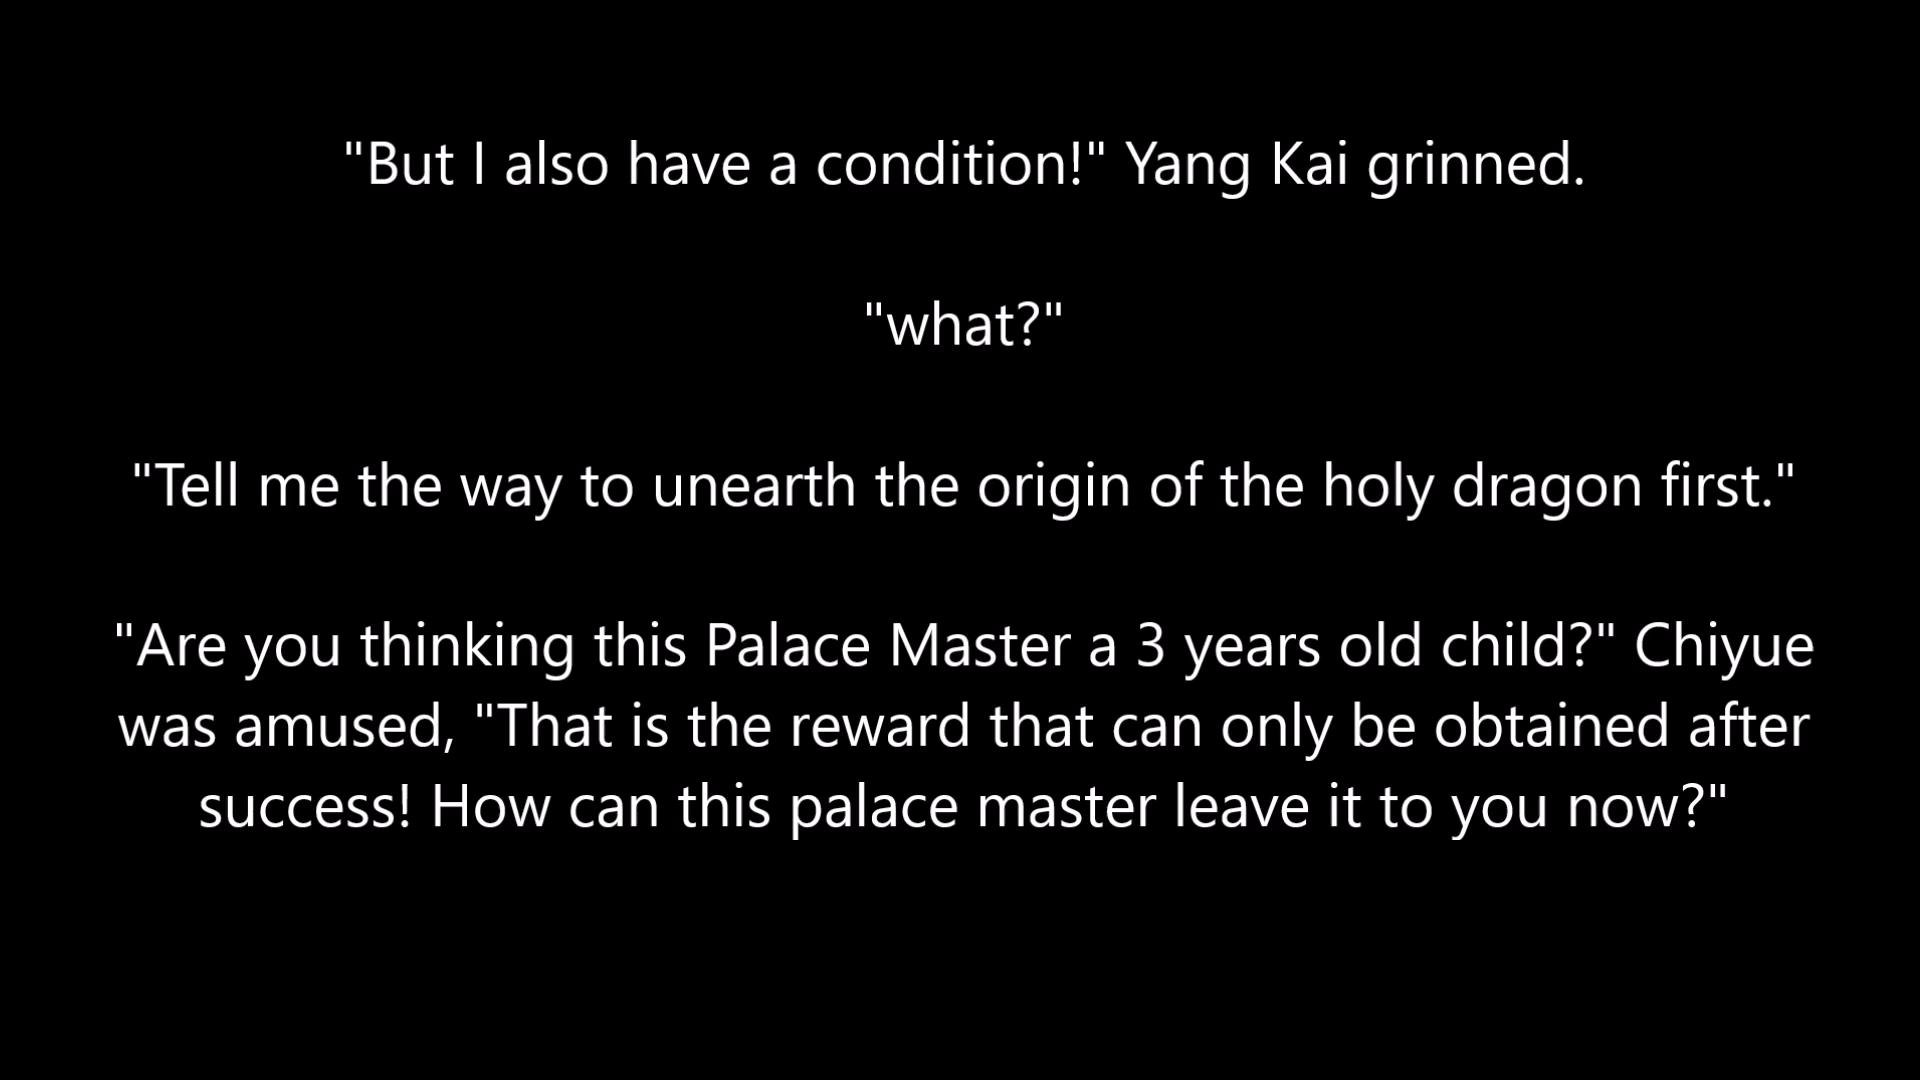 "But I also have a condition!" Yang Kai grinned.
"what?"
"Tell me the way to unearth the origin of the holy dragon first."
"Are you thinking this Palace Master a 3 years old child?" Chiyue
was amused, "That is the reward that can only be obtained after
success! How can this palace master leave it to you now?"